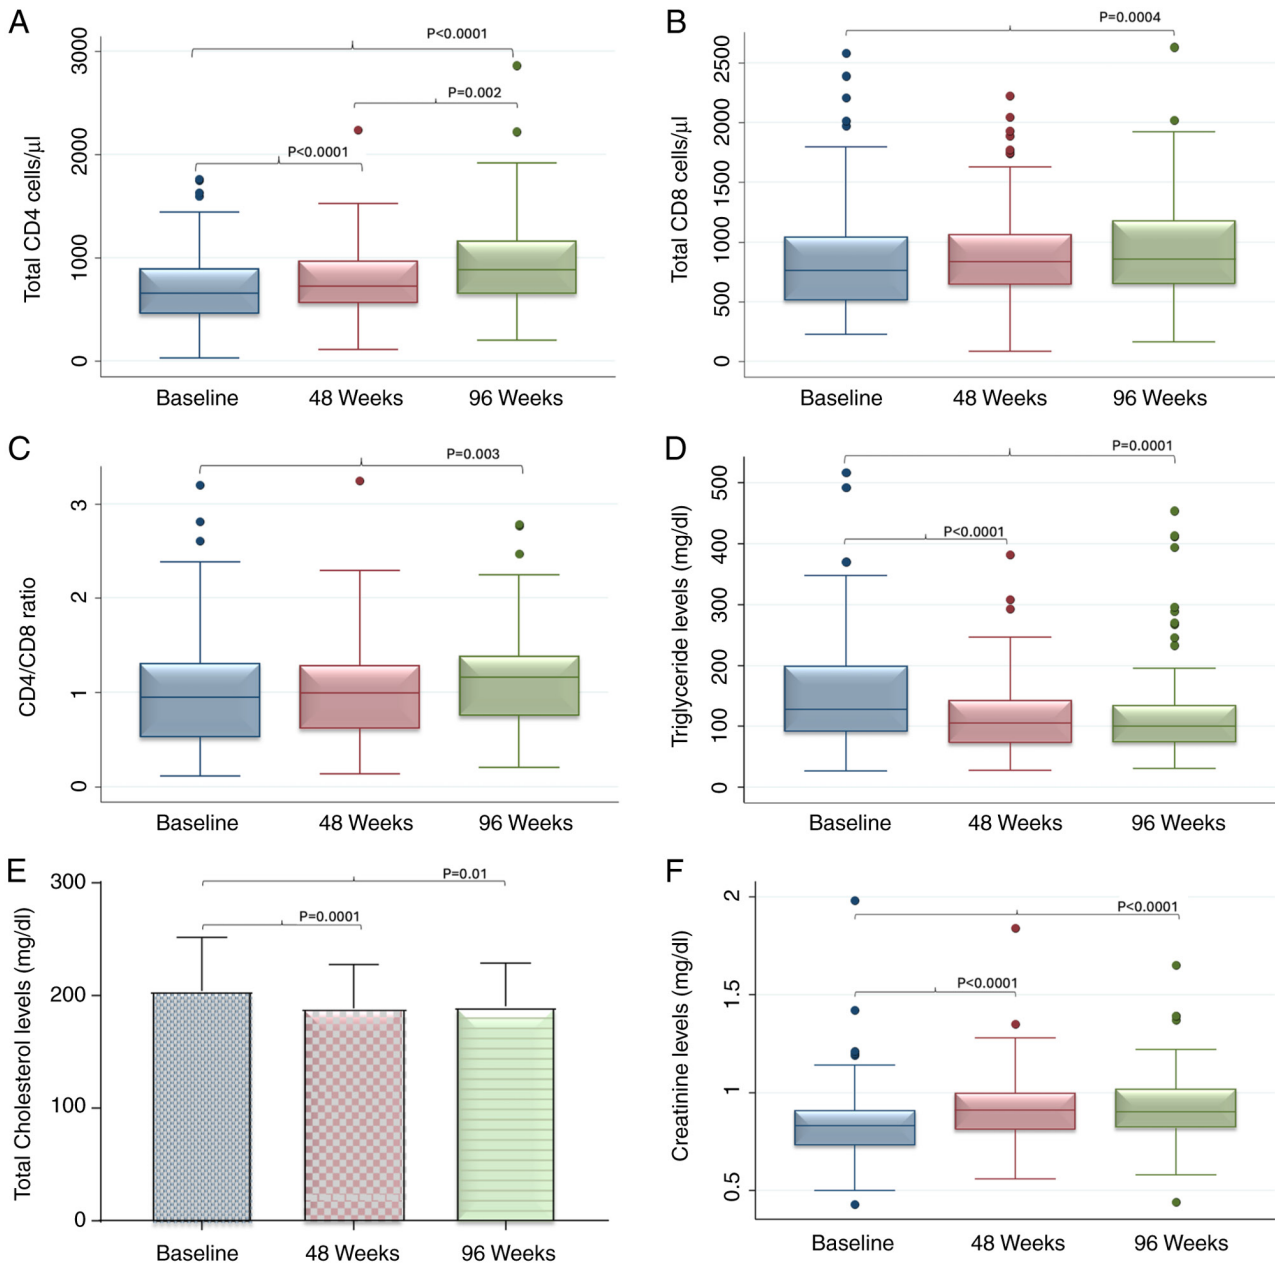 A
Total CD4 cells/µl
3000
2000
1000
0
P<0.0001
P=0.002
P<0.0001
Baseline
48 Weeks
96 Weeks
B
Total CD8 cells/µl
2500
2000
1500
1000
500
0
P=0.0004
Baseline
48 Weeks
96 Weeks
C
CD4/CD8 ratio
3
2
1
0
P=0.003
Baseline
48 Weeks
96 Weeks
D
Triglyceride levels (mg/dl)
500
400
300
200
100
0
P=0.0001
P<0.0001
Baseline
48 Weeks
96 Weeks
E
Total Cholesterol levels (mg/dl)
300
200
100
0
P=0.01
P=0.0001
Baseline
48 Weeks
96 Weeks
F
Creatinine levels (mg/dl)
2
1.5
1
0.5
P<0.0001
P<0.0001
Baseline
48 Weeks
96 Weeks